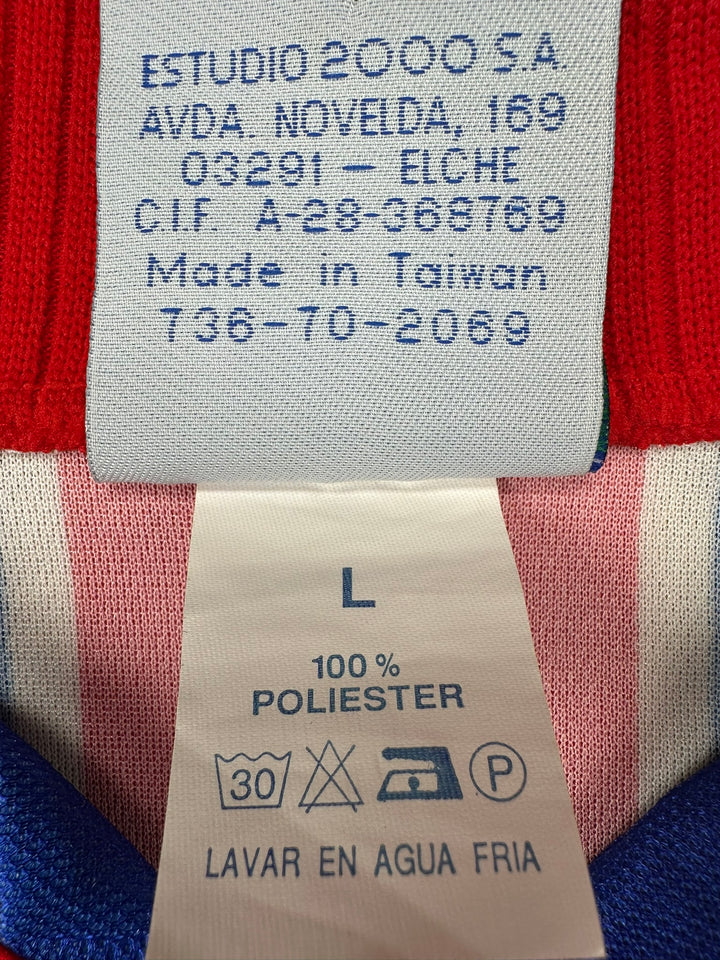 ESTUDIO 2000 S.A.
AVDA. NOVELDA, 169
03291 — ELCHE
C.I.F. A-28-368769
Made in Taiwan
736-70-2069
L
100 %
POLIESTER
30 P
LAVAR EN AGUA FRIA